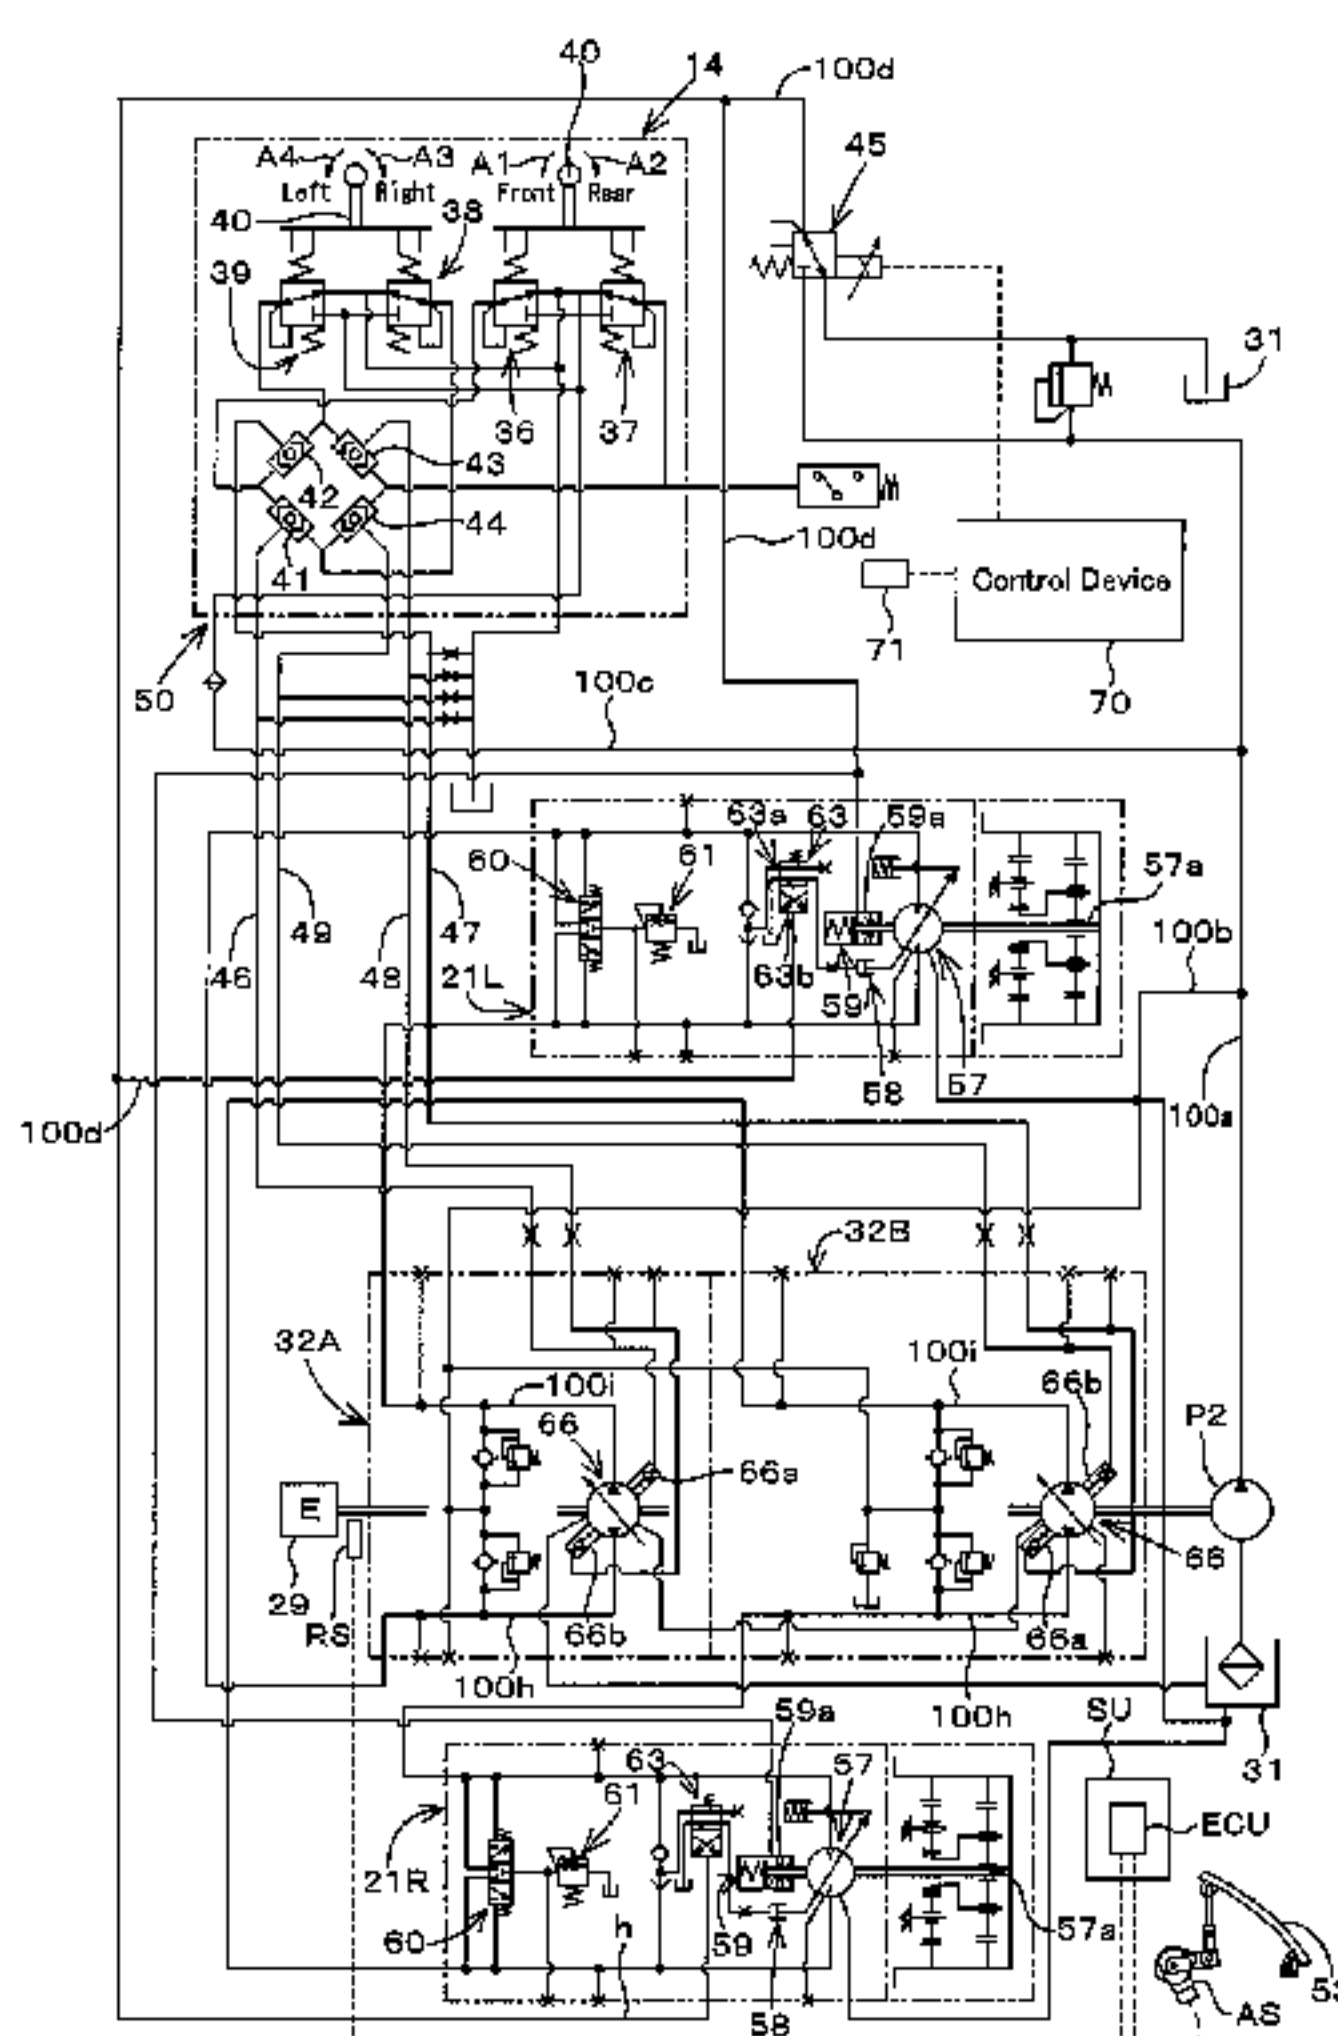 40
14
100d
A4
A3
A1
A2
45
Left
Right
Front
Rear
40
38
39
31
36
37
43
42
44
100d
41
Control Device
71
50
100c
70
63a
63
59a
60
61
57a
49
47
100b
46
48
21L
63b
59
58
57
100d
100a
32B
32A
100i
100i
66b
66
P2
66a
E
66
29
RS
66b
66a
100h
100h
SU
59a
63
57
31
61
ECU
21R
h
60
59
57a
58
AS